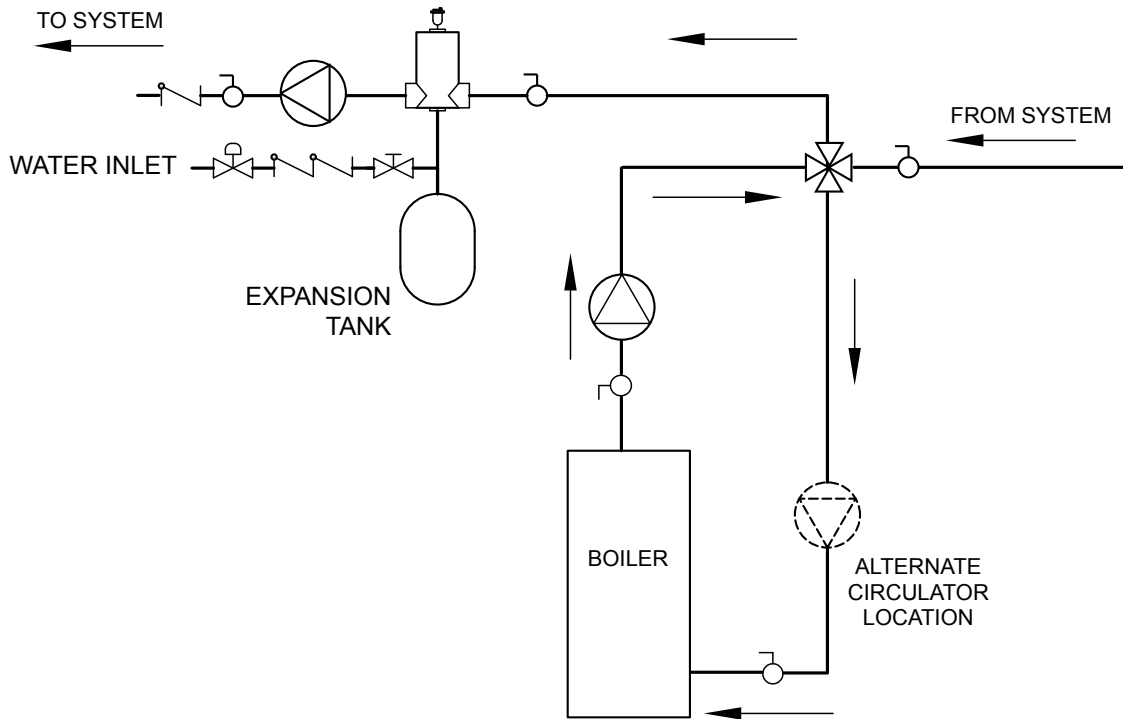 TO SYSTEM
FROM SYSTEM
WATER INLET
EXPANSION
TANK
BOILER
ALTERNATE
CIRCULATOR
LOCATION